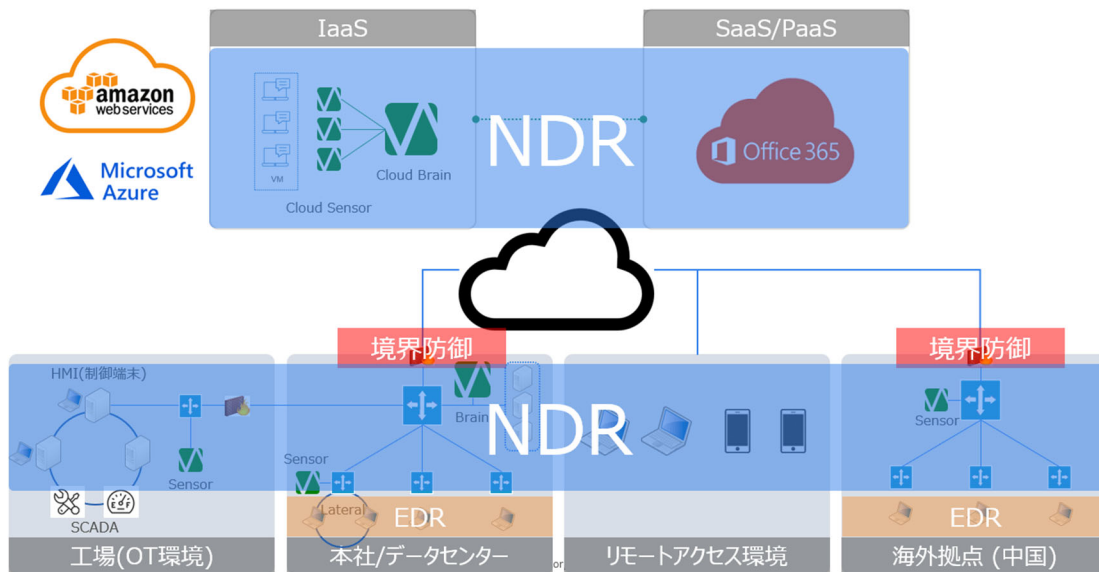 IaaS
SaaS/PaaS
amazon
webservices
Microsoft
Azure
VM
Cloud Sensor
Cloud Brain
NDR
Office 365
境界防御
境界防御
HMI(制御端末)
Sensor
SCADA
Brain
Sensor
Lateral
NDR
Sensor
EDR
EDR
工場(OT環境)
本社/データセンター
or
リモートアクセス環境
海外拠点 (中国)